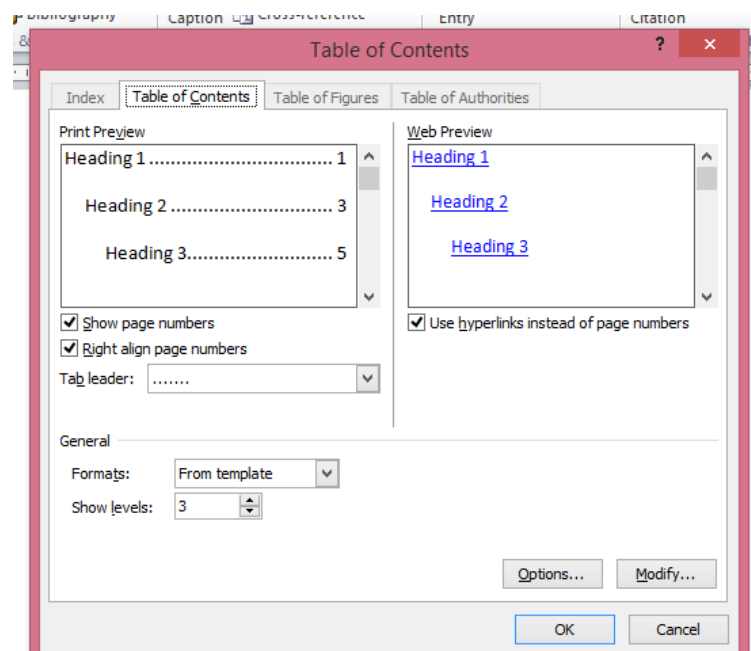 Bibliography Caption Cross-reference Entry Citation
&
Table of Contents ?
Index Table of Contents Table of Figures Table of Authorities
Print Preview
Heading 1 ................................. 1
Heading 2 .............................. 3
Heading 3........................... 5
Show page numbers
Right align page numbers
Tab leader: .......
Web Preview
Heading 1
Heading 2
Heading 3
Use hyperlinks instead of page numbers
General
Formats: From template
Show levels: 3
Options... Modify...
OK Cancel